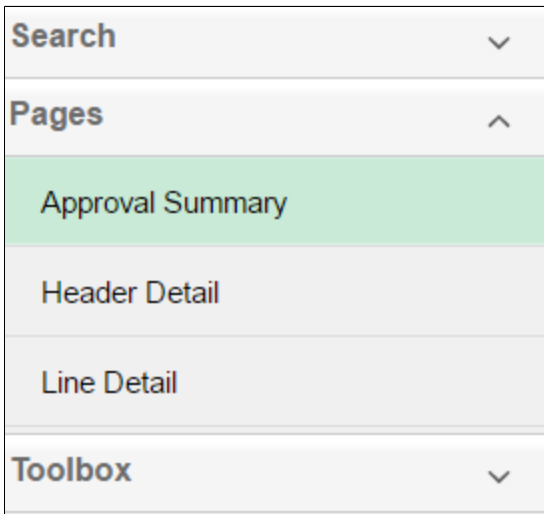 Search
Pages
Approval Summary
Header Detail
Line Detail
Toolbox